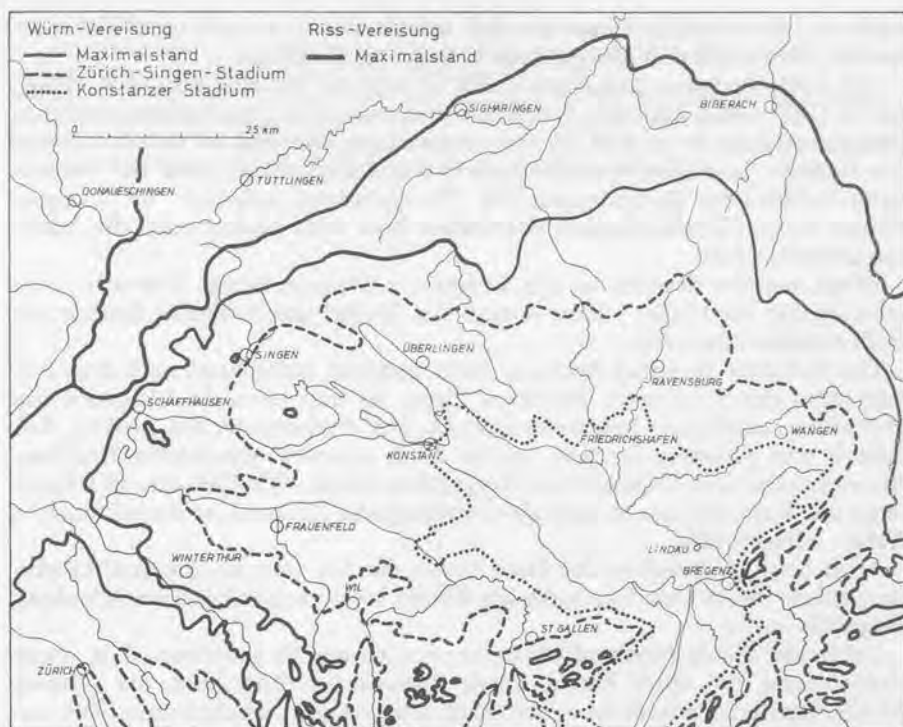 Würm-Vereisung
Maximalstand
Zürich-Singen-Stadium
Konstanzer Stadium
Riss-Vereisung
Maximalstand
0 25 km
SIGMARINGEN
BIBERACH
TUTTLINGEN
DONAUESCHINGEN
SINGEN
ÜBERLINGEN
RAVENSBURG
SCHAFFHAUSEN
WANGEN
FRIEDRICHSHAFEN
KONSTANZ
FRAUENFELD
LINDAU
WINTERTHUR
BREGENZ
WIL
ST GALLEN
ZÜRICH